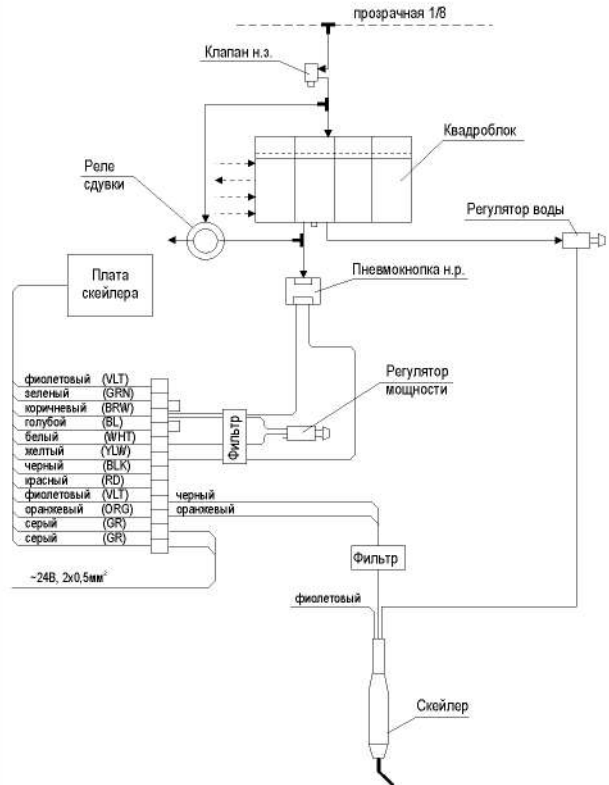 прозрачная 1/8
Клапан н.з.
Квадроблок
Реле
сдувки
Регулятор воды
Плата
скейлера
Пневмокнопка н.р.
Регулятор
мощности
фиолетовый (VLT)
зеленый (GRN)
коричневый (BRW)
голубой (BL)
белый (WHT)
желтый (YLW)
черный (BLK)
красный (RD)
фиолетовый (VLT)
оранжевый (ORG)
серый (GR)
серый (GR)
Фильтр
черный
оранжевый
~24В, 2х0,5мм²
Фильтр
фиолетовый
Скейлер